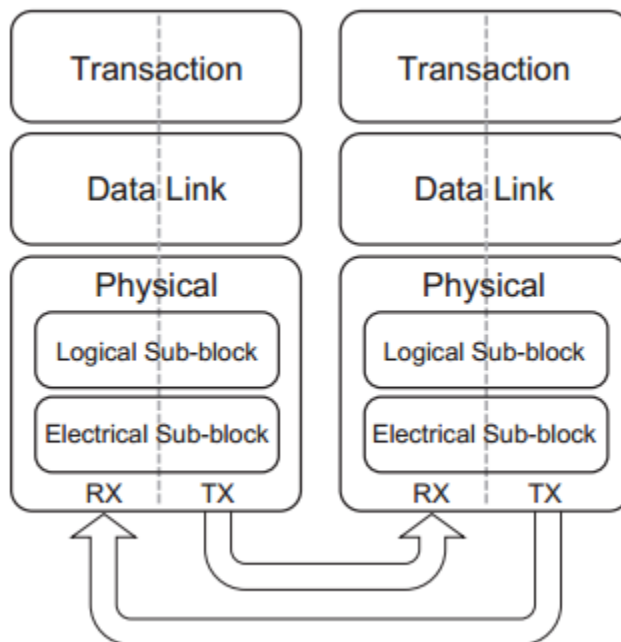 Transaction
Data Link
Physical
Logical Sub-block
Electrical Sub-block
RX TX
Transaction
Data Link
Physical
Logical Sub-block
Electrical Sub-block
RX TX